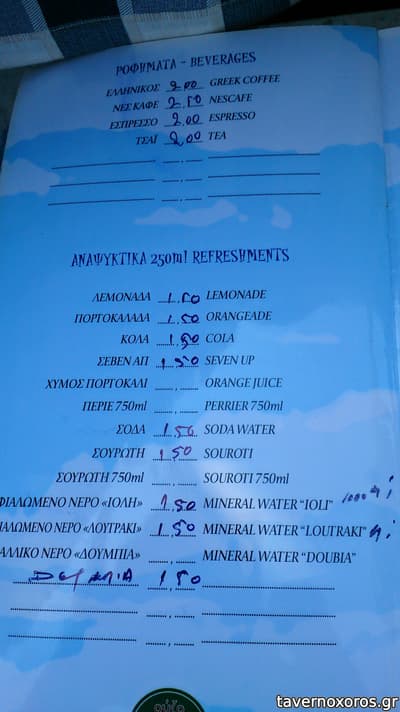 ΡΟΦΗΜΑΤΑ - BEVERAGES
ΕΛΛΗΝΙΚΟΣ 2,00 GREEK COFFEE
ΝΕΣ ΚΑΦΕ 2,50 NESCAFE
ΕΣΠΡΕΣΣΟ 2,00 ESPRESSO
ΤΣΑΪ 2,00 TEA
ΑΝΑΨΥΚΤΙΚΑ 250ml REFRESHMENTS
ΛΕΜΟΝΑΔΑ 1,50 LEMONADE
ΠΟΡΤΟΚΑΛΑΔΑ 1,50 ORANGEADE
ΚΟΛΑ 1,50 COLA
ΣΕΒΕΝ ΑΠ 1,50 SEVEN UP
ΧΥΜΟΣ ΠΟΡΤΟΚΑΛΙ ORANGE JUICE
ΠΕΡΙΕ 750ml PERRIER 750ml
ΣΟΔΑ 1,50 SODA WATER
ΣΟΥΡΩΤΗ 1,50 SOUROTI
ΣΟΥΡΩΤΗ 750ml SOUROTI 750ml
ΦΙΑΛΩΜΕΝΟ ΝΕΡΟ «ΙΟΛΗ» 1,50 MINERAL WATER "IOLI"
ΙΑΛΩΜΕΝΟ ΝΕΡΟ «ΛΟΥΤΡΑΚΙ» 1,50 MINERAL WATER "LOUTRAKI"
ΑΛΛΙΚΟ ΝΕΡΟ «ΔΟΥΜΠΙΑ» MINERAL WATER "DOUBIA"
1,50
tavernoxoros.gr